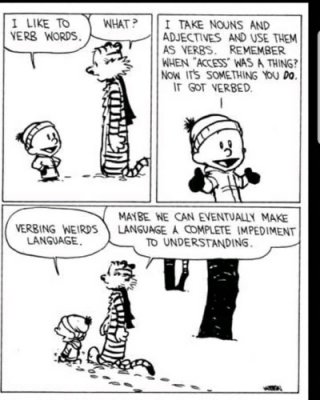 I LIKE TO
VERB WORDS.
WHAT?
I TAKE NOUNS AND
ADJECTIVES AND USE THEM
AS VERBS. REMEMBER
WHEN "ACCESS" WAS A THING?
NOW IT'S SOMETHING YOU DO.
IT GOT VERBED.
VERBING WEIRDS
LANGUAGE.
MAYBE WE CAN EVENTUALLY MAKE
LANGUAGE A COMPLETE IMPEDIMENT
TO UNDERSTANDING.